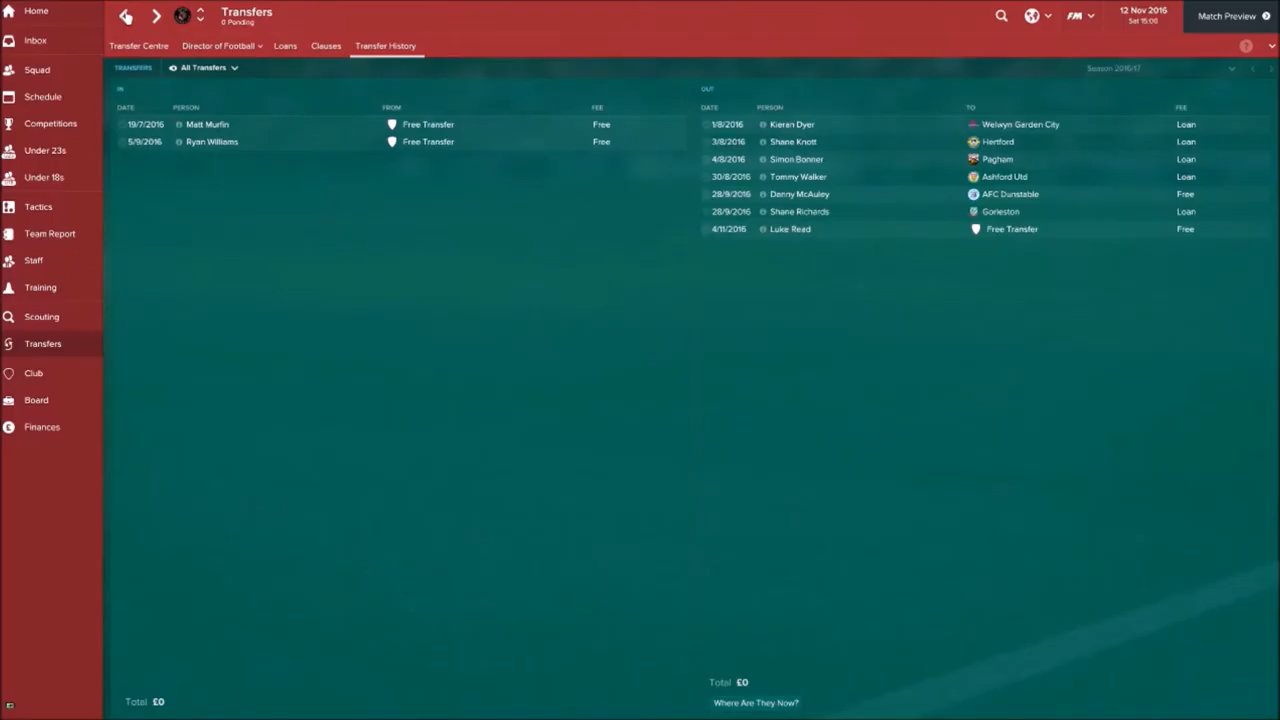 Home
Inbox
Squad
Schedule
Competitions
Under 23s
Under 18s
Tactics
Team Report
Staff
Training
Scouting
Transfers
Club
Board
Finances
Transfers
0 Pending
FM
12 Nov 2016
Sat 15:00
Match Preview
Transfer Centre Director of Football Loans Clauses Transfer History
TRANSFERS All Transfers Season 2016/17
IN
DATE PERSON FROM FEE
19/7/2016 Matt Murfin Free Transfer Free
5/9/2016 Ryan Williams Free Transfer Free
Total £0
OUT
DATE PERSON TO FEE
1/8/2016 Kieran Dyer Welwyn Garden City Loan
3/8/2016 Shane Knott Hertford Loan
4/8/2016 Simon Bonner Pagham Loan
30/8/2016 Tommy Walker Ashford Utd Loan
28/9/2016 Danny McAuley AFC Dunstable Free
28/9/2016 Shane Richards Gorleston Loan
4/11/2016 Luke Reed Free Transfer Free
Total £0
Where Are They Now?